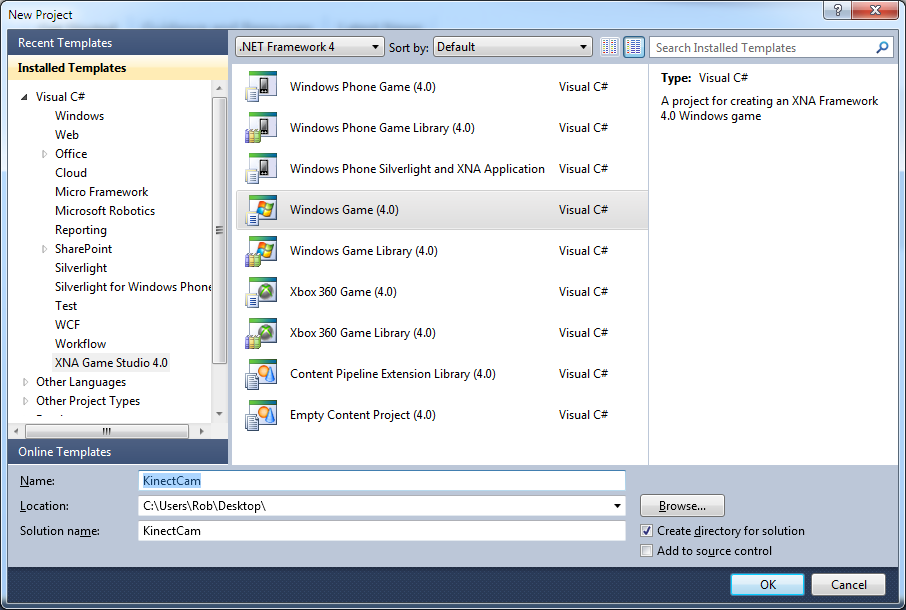 New Project
Recent Templates
Installed Templates
Visual C#
Windows
Web
Office
Cloud
Micro Framework
Microsoft Robotics
Reporting
SharePoint
Silverlight
Silverlight for Windows Phone
Test
WCF
Workflow
XNA Game Studio 4.0
Other Languages
Other Project Types
Online Templates
.NET Framework 4 Sort by: Default
Search Installed Templates
Windows Phone Game (4.0) Visual C#
Windows Phone Game Library (4.0) Visual C#
Windows Phone Silverlight and XNA Application Visual C#
Windows Game (4.0) Visual C#
Windows Game Library (4.0) Visual C#
Xbox 360 Game (4.0) Visual C#
Xbox 360 Game Library (4.0) Visual C#
Content Pipeline Extension Library (4.0) Visual C#
Empty Content Project (4.0) Visual C#
Type: Visual C#
A project for creating an XNA Framework
4.0 Windows game
Name: KinectCam
Location: C:\Users\Rob\Desktop\ Browse...
Solution name: KinectCam
Create directory for solution
Add to source control
OK Cancel